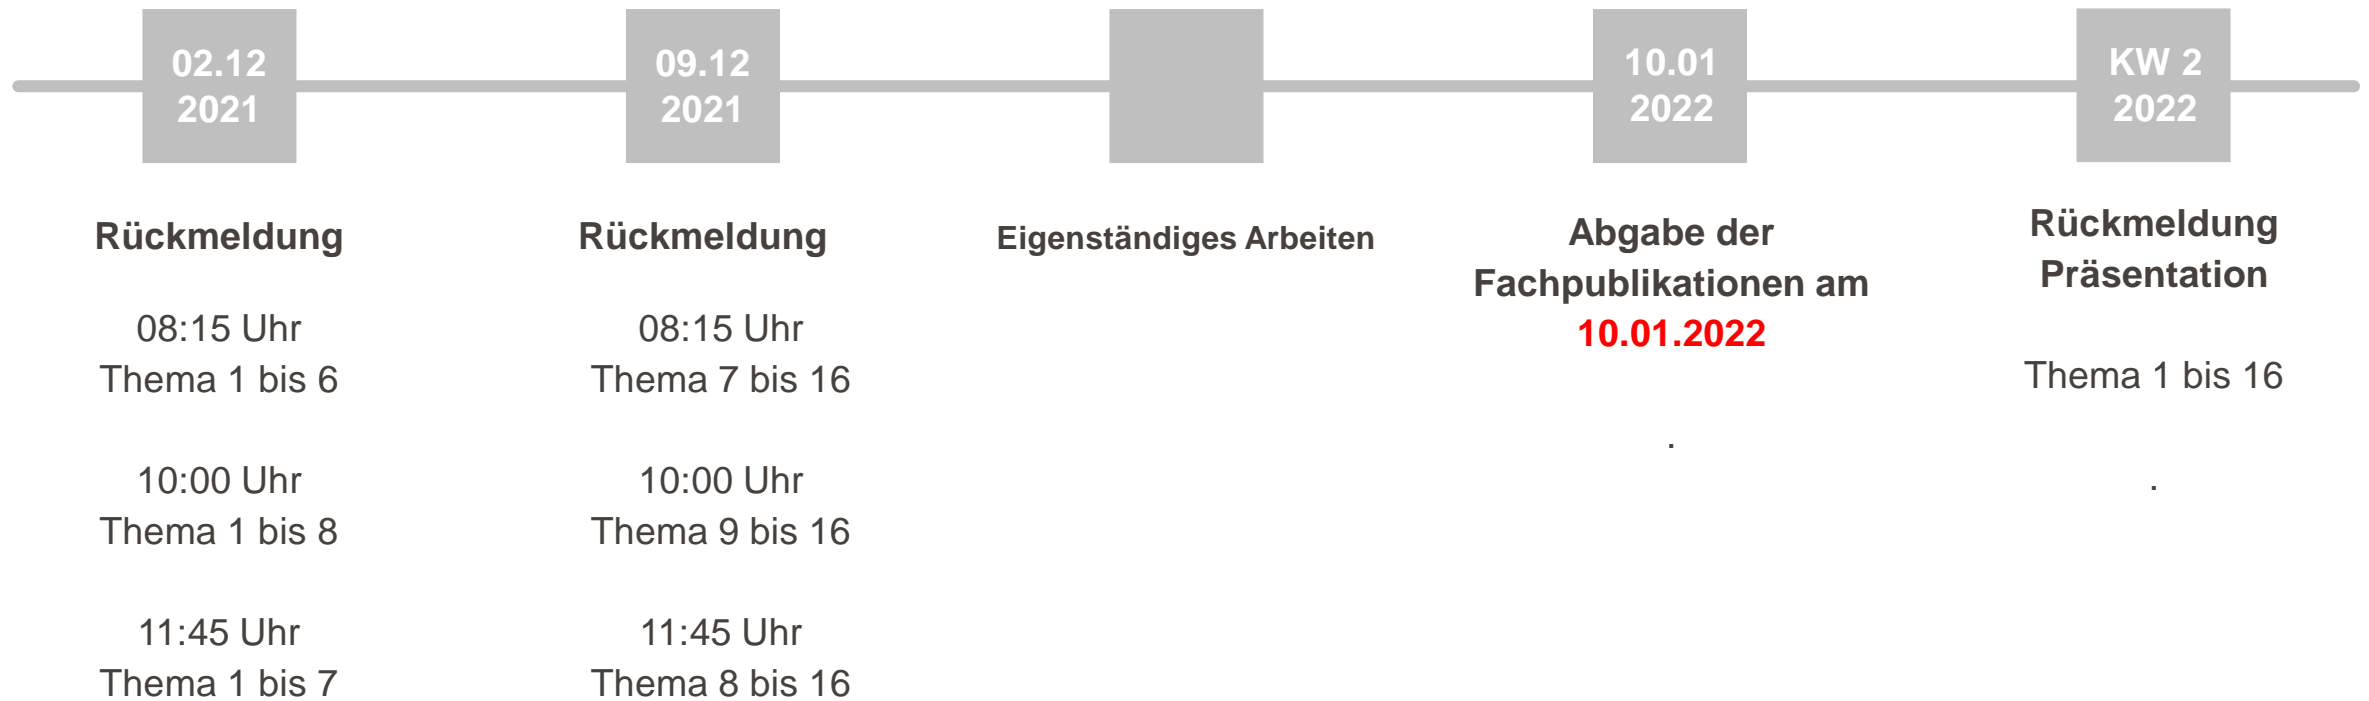 02.12
2021
09.12
2021
10.01
2022
KW 2
2022
Rückmeldung
08:15 Uhr
Thema 1 bis 6
10:00 Uhr
Thema 1 bis 8
11:45 Uhr
Thema 1 bis 7
Rückmeldung
08:15 Uhr
Thema 7 bis 16
10:00 Uhr
Thema 9 bis 16
11:45 Uhr
Thema 8 bis 16
Eigenständiges Arbeiten
Abgabe der
Fachpublikationen am
10.01.2022
.
Rückmeldung
Präsentation
Thema 1 bis 16
.